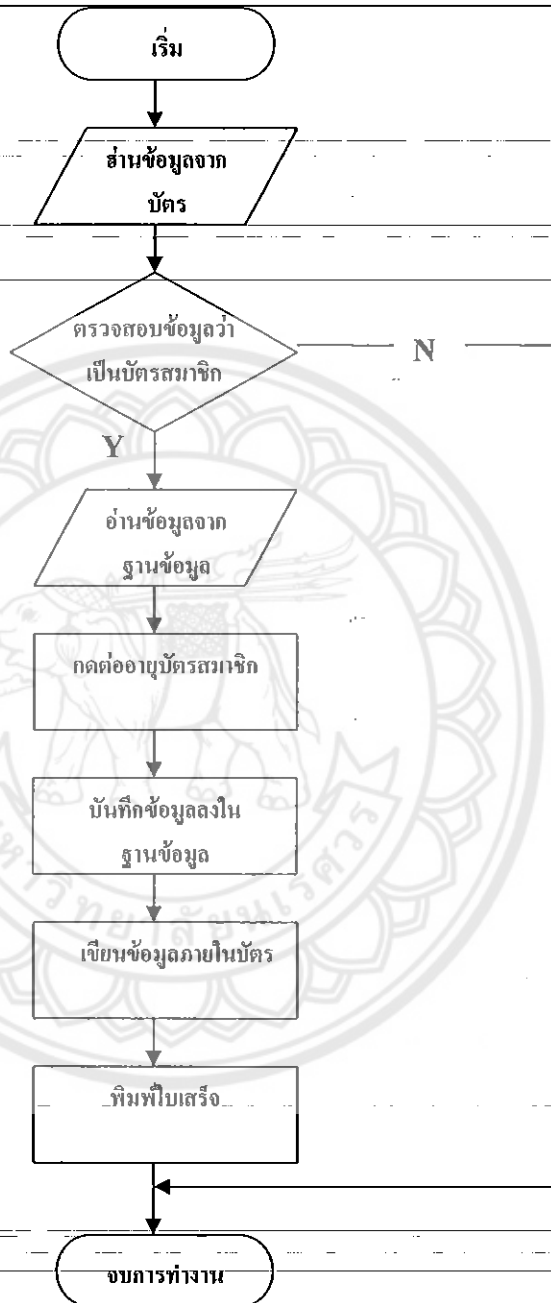 เริ่ม
อ่านข้อมูลจาก
บัตร
ตรวจสอบข้อมูลว่า
เป็นบัตรสมาชิก
N
Y
อ่านข้อมูลจาก
ฐานข้อมูล
กดต่ออายุบัตรสมาชิก
บันทึกข้อมูลลงใน
ฐานข้อมูล
เขียนข้อมูลภายในบัตร
พิมพ์ใบเสร็จ
จบการทำงาน